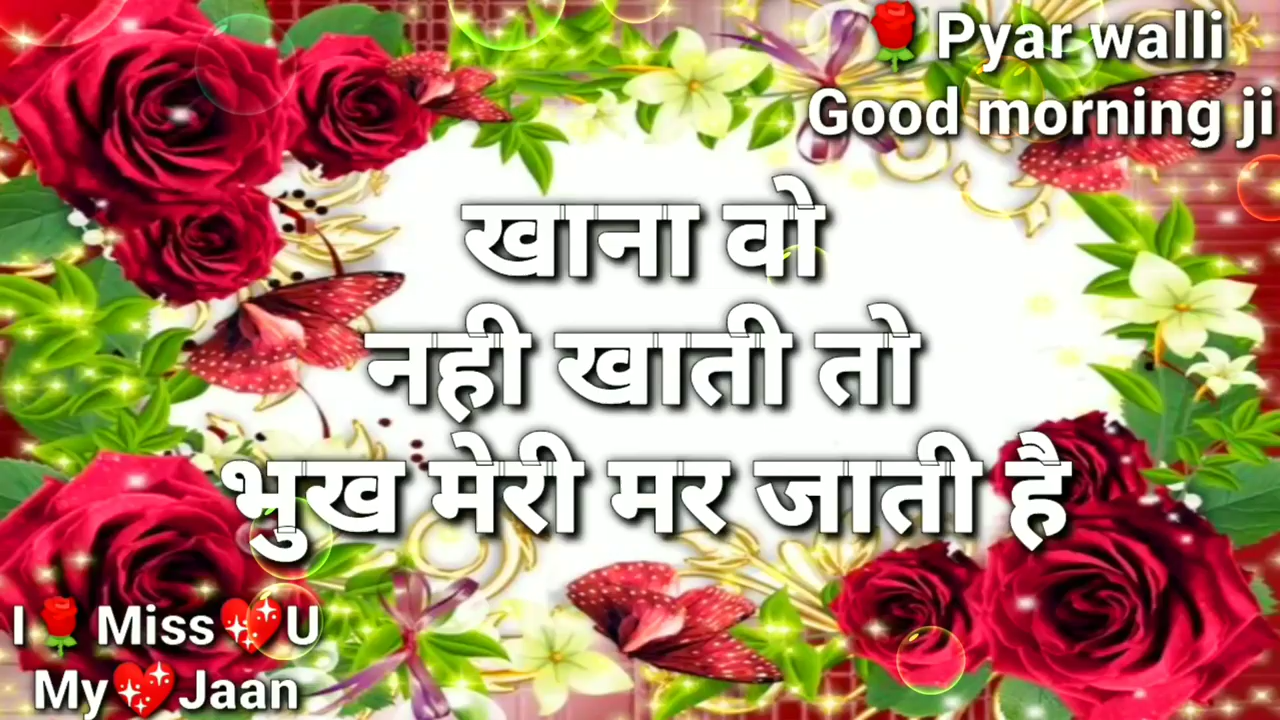 🌹Pyar walli
Good morning ji
खाना वो
नही खाती तो
भुख मेरी मर जाती है
I🌹Miss💖U
My💖Jaan